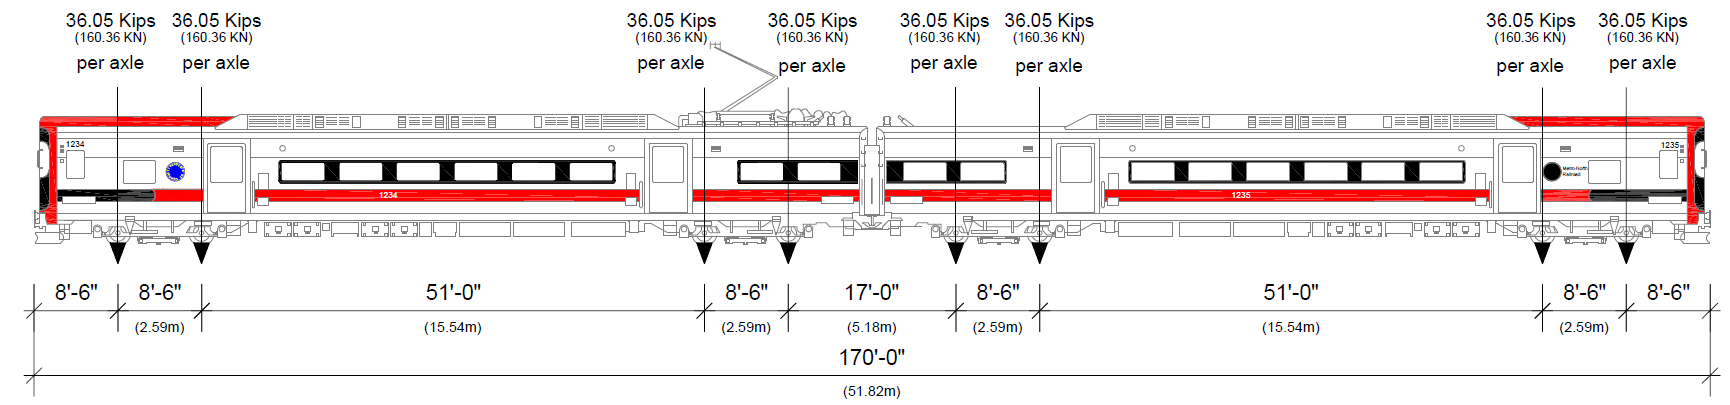 36.05 Kips 36.05 Kips 36.05 Kips 36.05 Kips 36.05 Kips 36.05 Kips 36.05 Kips 36.05 Kips
(160.36 KN) (160.36 KN) (160.36 KN) (160.36 KN) (160.36 KN) (160.36 KN) (160.36 KN) (160.36 KN)
per axle per axle per axle per axle per axle per axle per axle per axle
1234 1235
Metro-North
Railroad
1234 1235
8'-6" 8'-6" 51'-0" 8'-6" 17'-0" 8'-6" 51'-0" 8'-6" 8'-6"
(2.59m) (15.54m) (2.59m) (5.18m) (2.59m) (15.54m) (2.59m)
170'-0"
(51.82m)